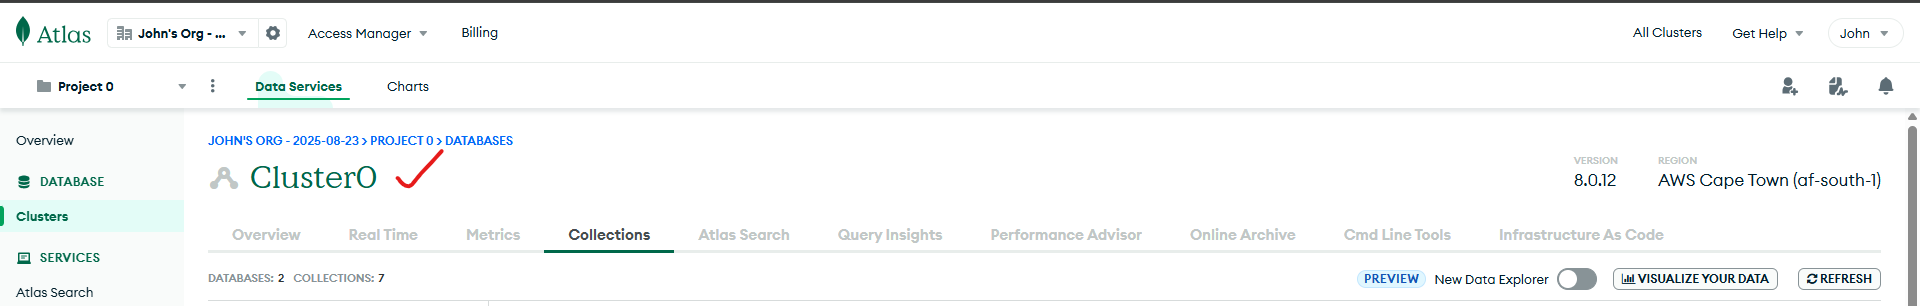 Atlas
John's Org - ...
Access Manager
Billing
All Clusters
Get Help
John
Project 0
Data Services
Charts
Overview
DATABASE
Clusters
SERVICES
Atlas Search
JOHN'S ORG - 2025-08-23 > PROJECT 0 > DATABASES
Cluster0
VERSION
8.0.12
REGION
AWS Cape Town (af-south-1)
Overview
Real Time
Metrics
Collections
Atlas Search
Query Insights
Performance Advisor
Online Archive
Cmd Line Tools
Infrastructure As Code
DATABASES: 2 COLLECTIONS: 7
PREVIEW
New Data Explorer
VISUALIZE YOUR DATA
REFRESH